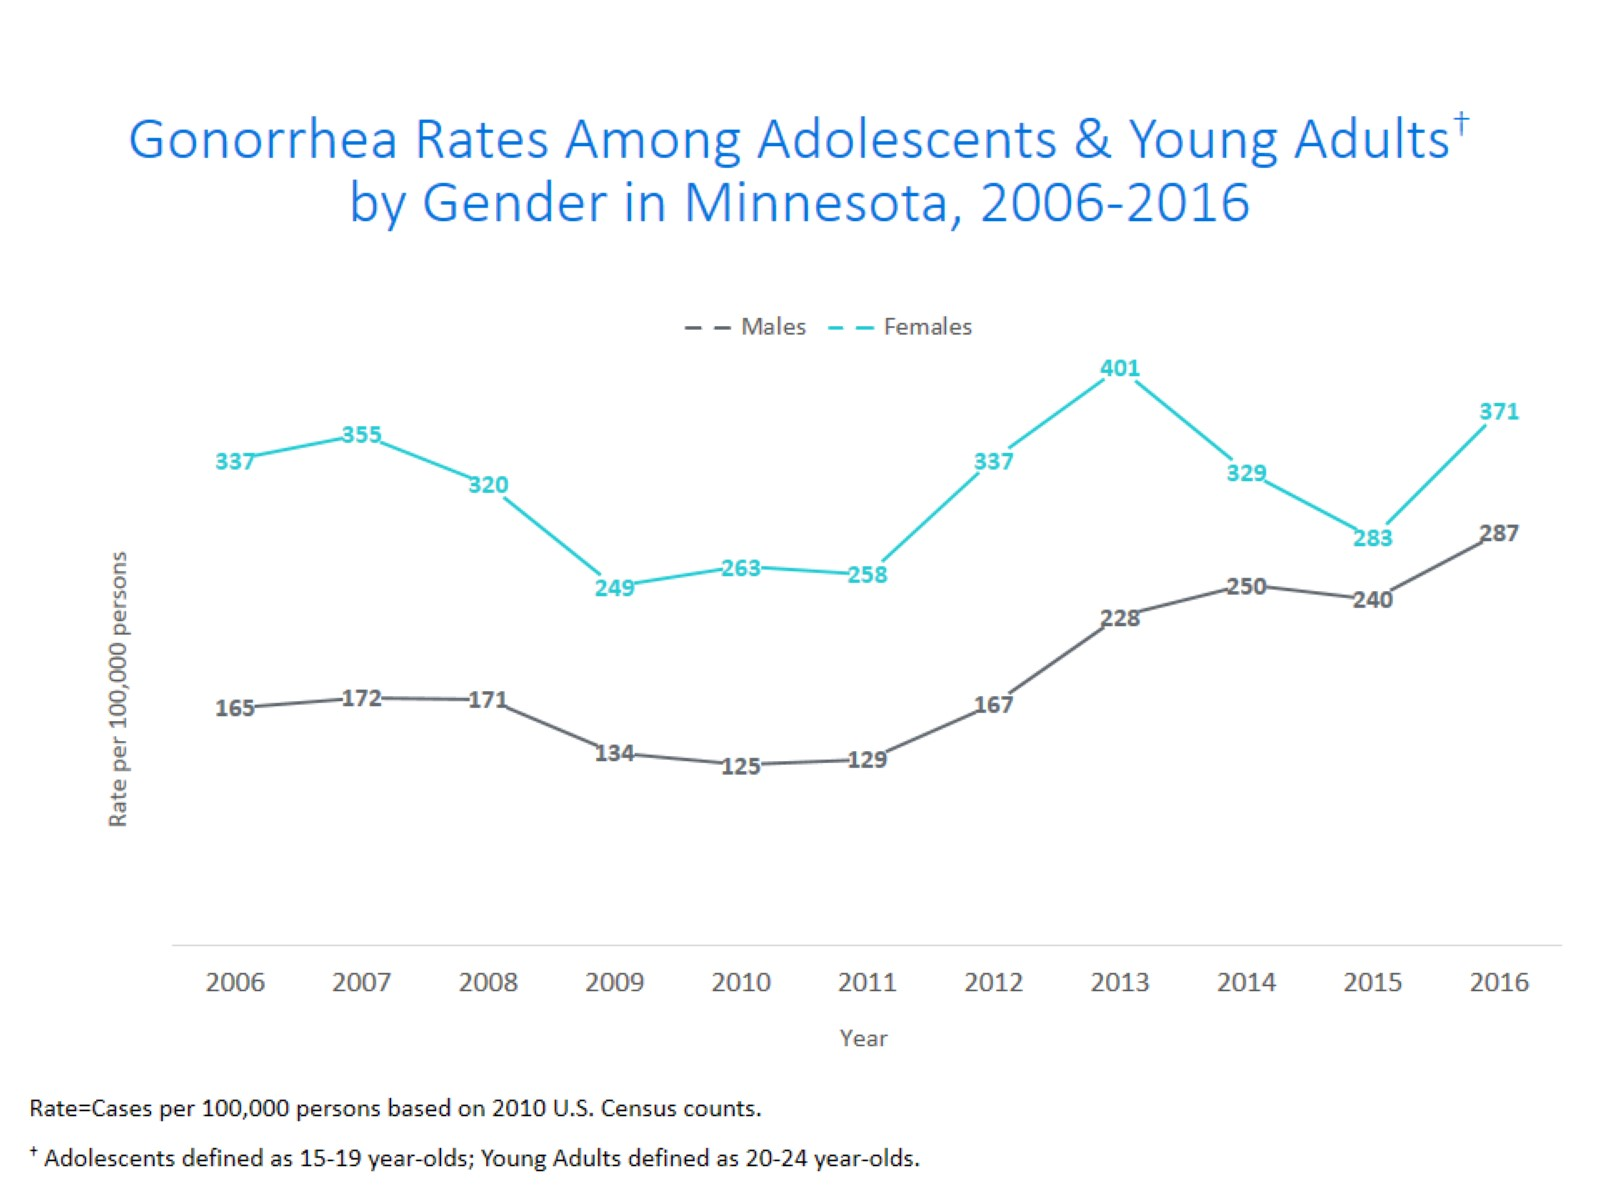 Gonorrhea Rates Among Adolescents & Young Adults†
by Gender in Minnesota, 2006-2016
Males Females
401
371
355
337 337
329
320
287
283
263
258
249
250
240
228
172 171
165 167
134
125 129
Rate per 100,000 persons
2006 2007 2008 2009 2010 2011 2012 2013 2014 2015 2016
Year
Rate=Cases per 100,000 persons based on 2010 U.S. Census counts.
† Adolescents defined as 15-19 year-olds; Young Adults defined as 20-24 year-olds.